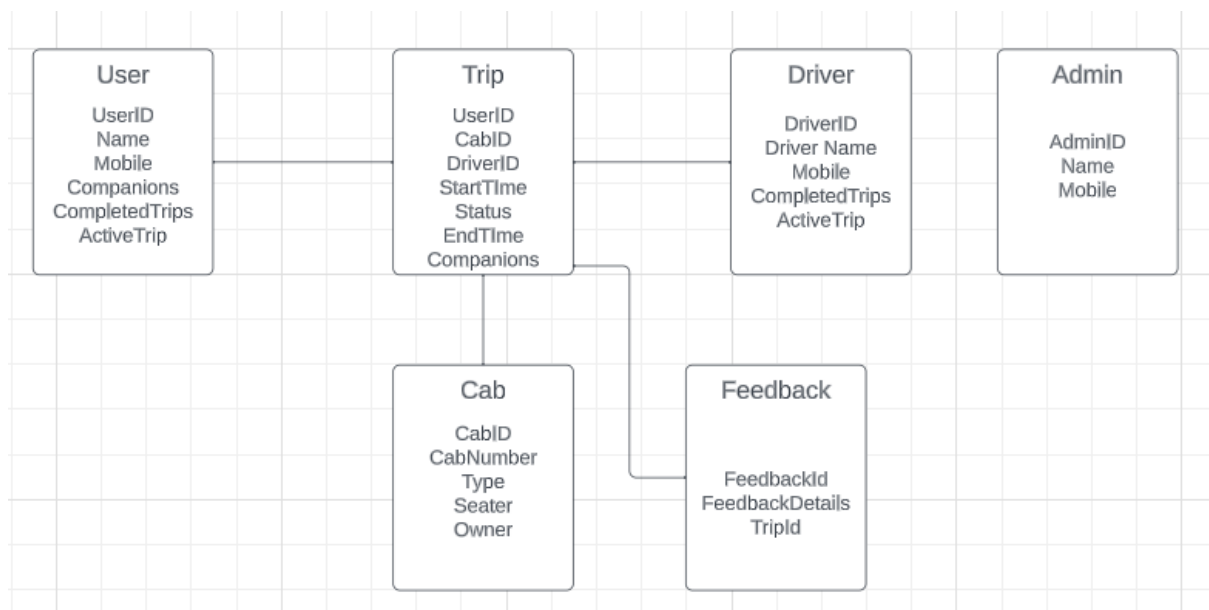 User
UserID
Name
Mobile
Companions
CompletedTrips
ActiveTrip
Trip
UserID
CabID
DriverID
StartTIme
Status
EndTIme
Companions
Driver
DriverID
Driver Name
Mobile
CompletedTrips
ActiveTrip
Admin
AdminID
Name
Mobile
Cab
CabID
CabNumber
Type
Seater
Owner
Feedback
FeedbackId
FeedbackDetails
TripId